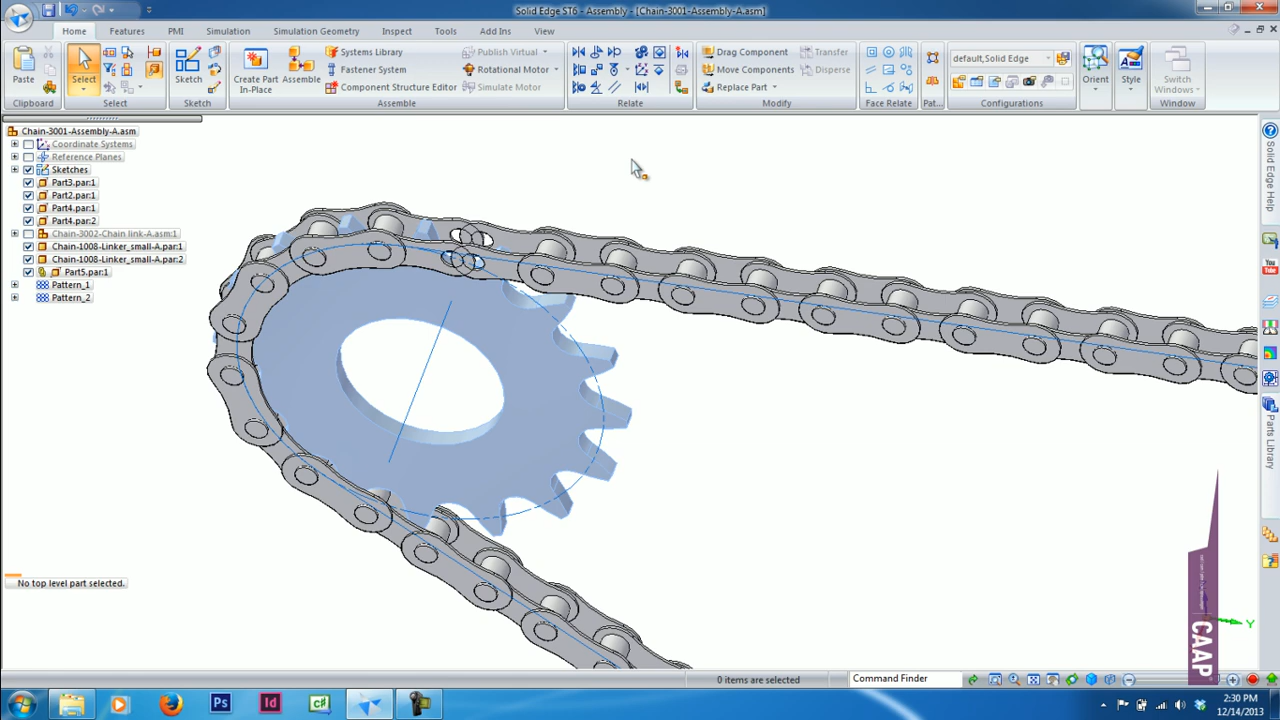 Solid Edge ST6 - Assembly - [Chain-3001-Assembly-A.asm]
Home Features PMI Simulation Simulation Geometry Inspect Tools Add Ins View
Paste
Clipboard
Select
Select
Sketch
Sketch
Create Part In-Place
Assemble
Systems Library
Fastener System
Component Structure Editor
Assemble
Publish Virtual
Rotational Motor
Simulate Motor
Relate
Drag Component
Move Components
Replace Part
Transfer
Disperse
Modify
Face Relate
Pat...
default,Solid Edge
Configurations
Orient
Style
Switch Windows
Window
Chain-3001-Assembly-A.asm
Coordinate Systems
Reference Planes
Sketches
Part3.par:1
Part2.par:1
Part4.par:1
Part4.par:2
Chain-3002-Chain link-A.asm:1
Chain-1008-Linker_small-A.par:1
Chain-1008-Linker_small-A.par:2
Part5.par:1
Pattern_1
Pattern_2
No top level part selected.
Solid Edge Help
You Tube
Parts Library
Y
CAAP
0 items are selected
Command Finder
Ps
Id
2:30 PM
12/14/2013